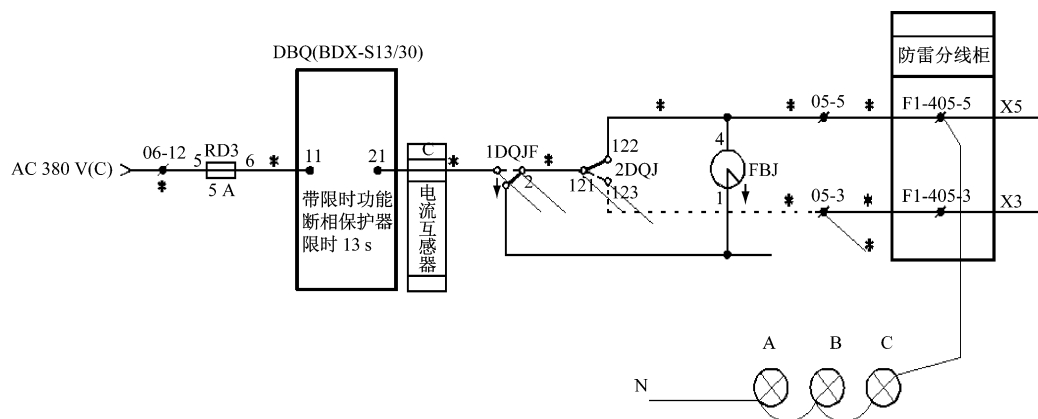 DBQ(BDX-S13/30)
防雷分线柜
05-5
F1-405-5
X5
122
4
C
1DQJF
2DQJ
FBJ
AC 380 V(C)
06-12
5
RD3
6
5 A
11
21
2
121
123
1
05-3
F1-405-3
X3
带限时功能
断相保护器
限时 13 s
电流互感器
A
B
C
N